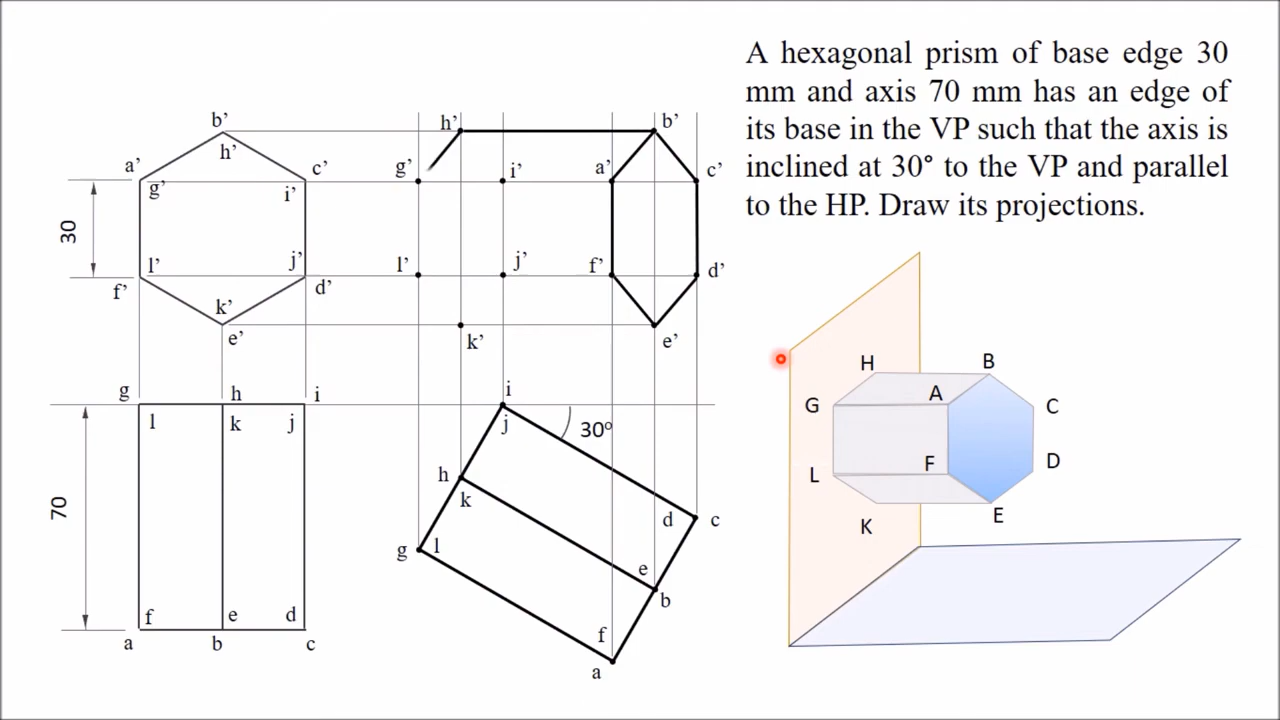 A hexagonal prism of base edge 30
mm and axis 70 mm has an edge of
its base in the VP such that the axis is
inclined at 30° to the VP and parallel
to the HP. Draw its projections.
b’
h’
a’
c’
g’
i’
30
l’
j’
f’
d’
k’
e’
h’
b’
g’
i’
a’
c’
l’
j’
f’
d’
k’
e’
g
h
i
l
k
j
70
f
e
d
a
b
c
i
j
30º
h
k
d
c
g
l
e
b
f
a
H
B
G
A
C
L
F
D
K
E